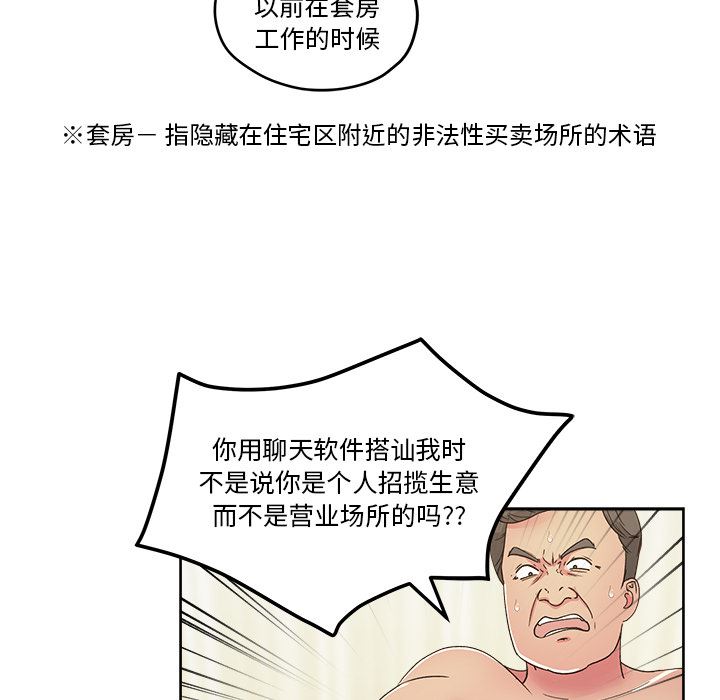 以前在套房
工作的时候
※套房－ 指隐藏在住宅区附近的非法性买卖场所的术语
你用聊天软件搭讪我时
不是说你是个人招揽生意
而不是营业场所的吗??